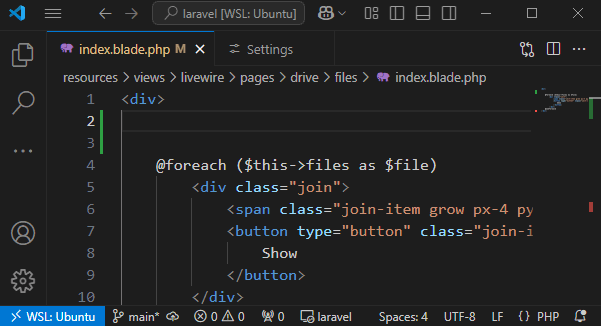 laravel [WSL: Ubuntu]
index.blade.php M
Settings
resources > views > livewire > pages > drive > files > index.blade.php
1 <div>
2
3
4 @foreach ($this->files as $file)
5 <div class="join">
6 <span class="join-item grow px-4 py
7 <button type="button" class="join-i
8 Show
9 </button>
10 </div>
WSL: Ubuntu main* 0 0 0 laravel Spaces: 4 UTF-8 LF {} PHP